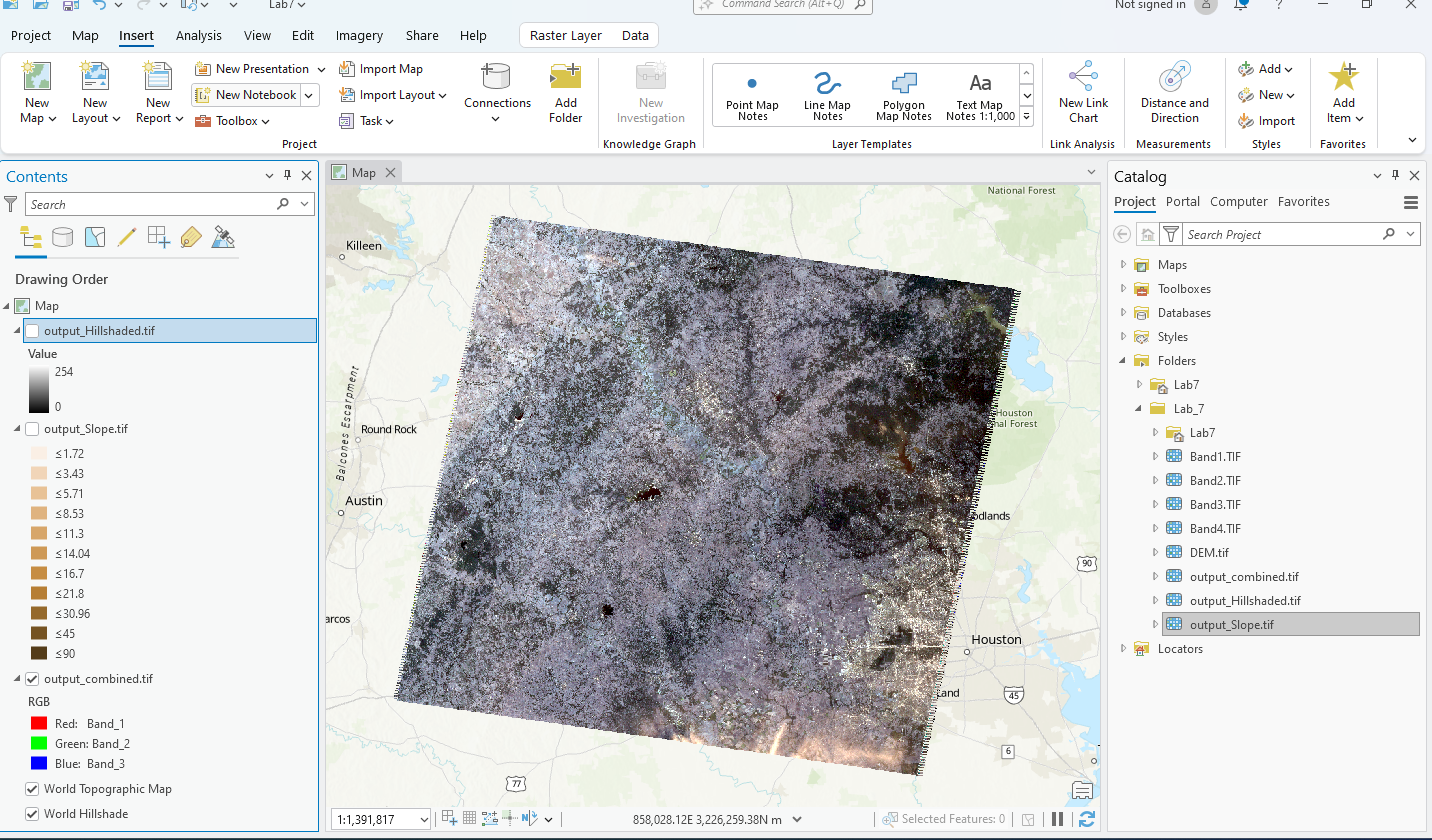 Lab7
Command Search (Alt+Q)
Not signed in
?
Project Map Insert Analysis View Edit Imagery Share Help Raster Layer Data
New Map
New Layout
New Report
New Presentation
New Notebook
Toolbox
Import Map
Import Layout
Task
Connections
Add Folder
Project
New Investigation
Knowledge Graph
Point Map Notes
Line Map Notes
Polygon Map Notes
Aa
Text Map Notes 1:1,000
Layer Templates
New Link Chart
Link Analysis
Distance and Direction
Measurements
Add
New
Import
Styles
Add Item
Favorites
Contents
Search
Drawing Order
Map
output_Hillshaded.tif
Value
254
0
output_Slope.tif
≤1.72
≤3.43
≤5.71
≤8.53
≤11.3
≤14.04
≤16.7
≤21.8
≤30.96
≤45
≤90
output_combined.tif
RGB
Red: Band_1
Green: Band_2
Blue: Band_3
World Topographic Map
World Hillshade
Map
National Forest
Killeen
Balcones Escarpment
Round Rock
Austin
arcos
Houston
nal Forest
dlands
90
Houston
Land
45
6
77
1:1,391,817
858,028.12E 3,226,259.38N m
Selected Features: 0
Catalog
Project Portal Computer Favorites
Search Project
Maps
Toolboxes
Databases
Styles
Folders
Lab7
Lab_7
Lab7
Band1.TIF
Band2.TIF
Band3.TIF
Band4.TIF
DEM.tif
output_combined.tif
output_Hillshaded.tif
output_Slope.tif
Locators